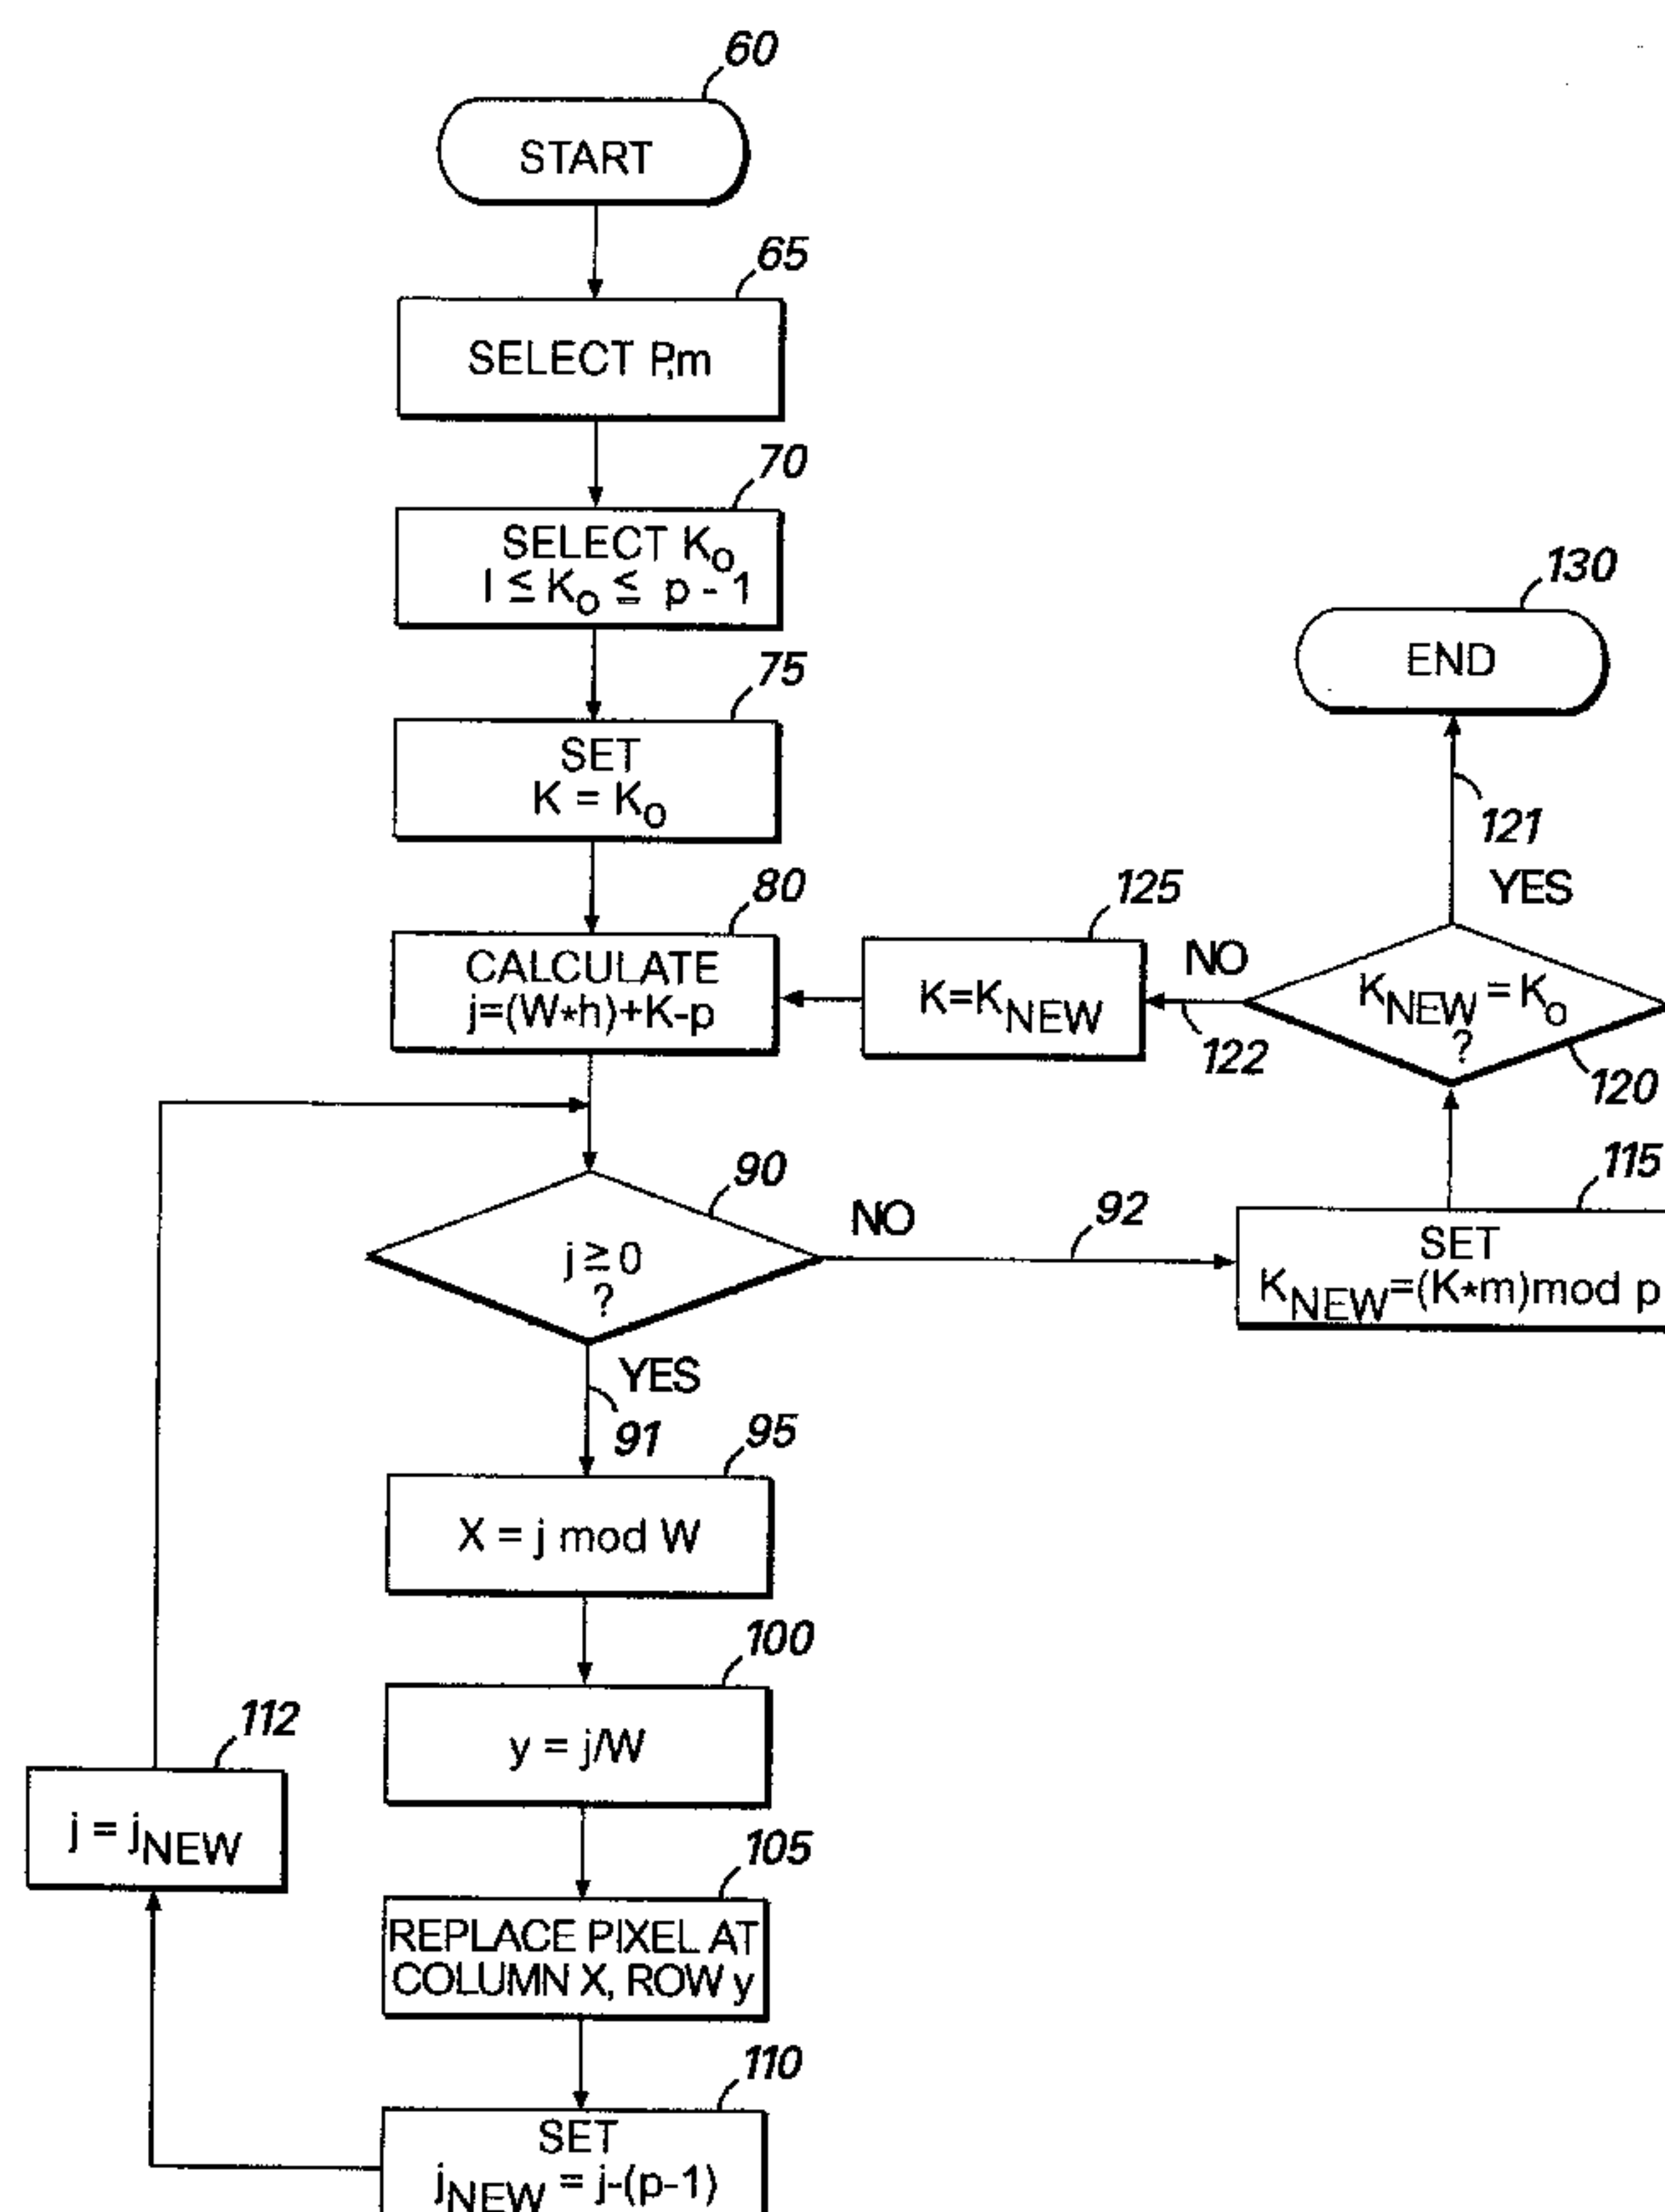 60
START
65
SELECT P,m
70
SELECT K₀
1 ≤ K₀ ≤ p - 1
75
SET
K = K₀
80
CALCULATE
j=(W*h)+K-p
90
j ≥ 0
?
YES
91
NO
92
95
X = j mod W
100
y = j/W
105
REPLACE PIXEL AT
COLUMN X, ROW y
110
SET
jNEW = j-(p-1)
112
j = jNEW
115
SET
KNEW=(K*m)mod p
120
KNEW = K₀
?
NO
122
125
K=KNEW
YES
121
130
END